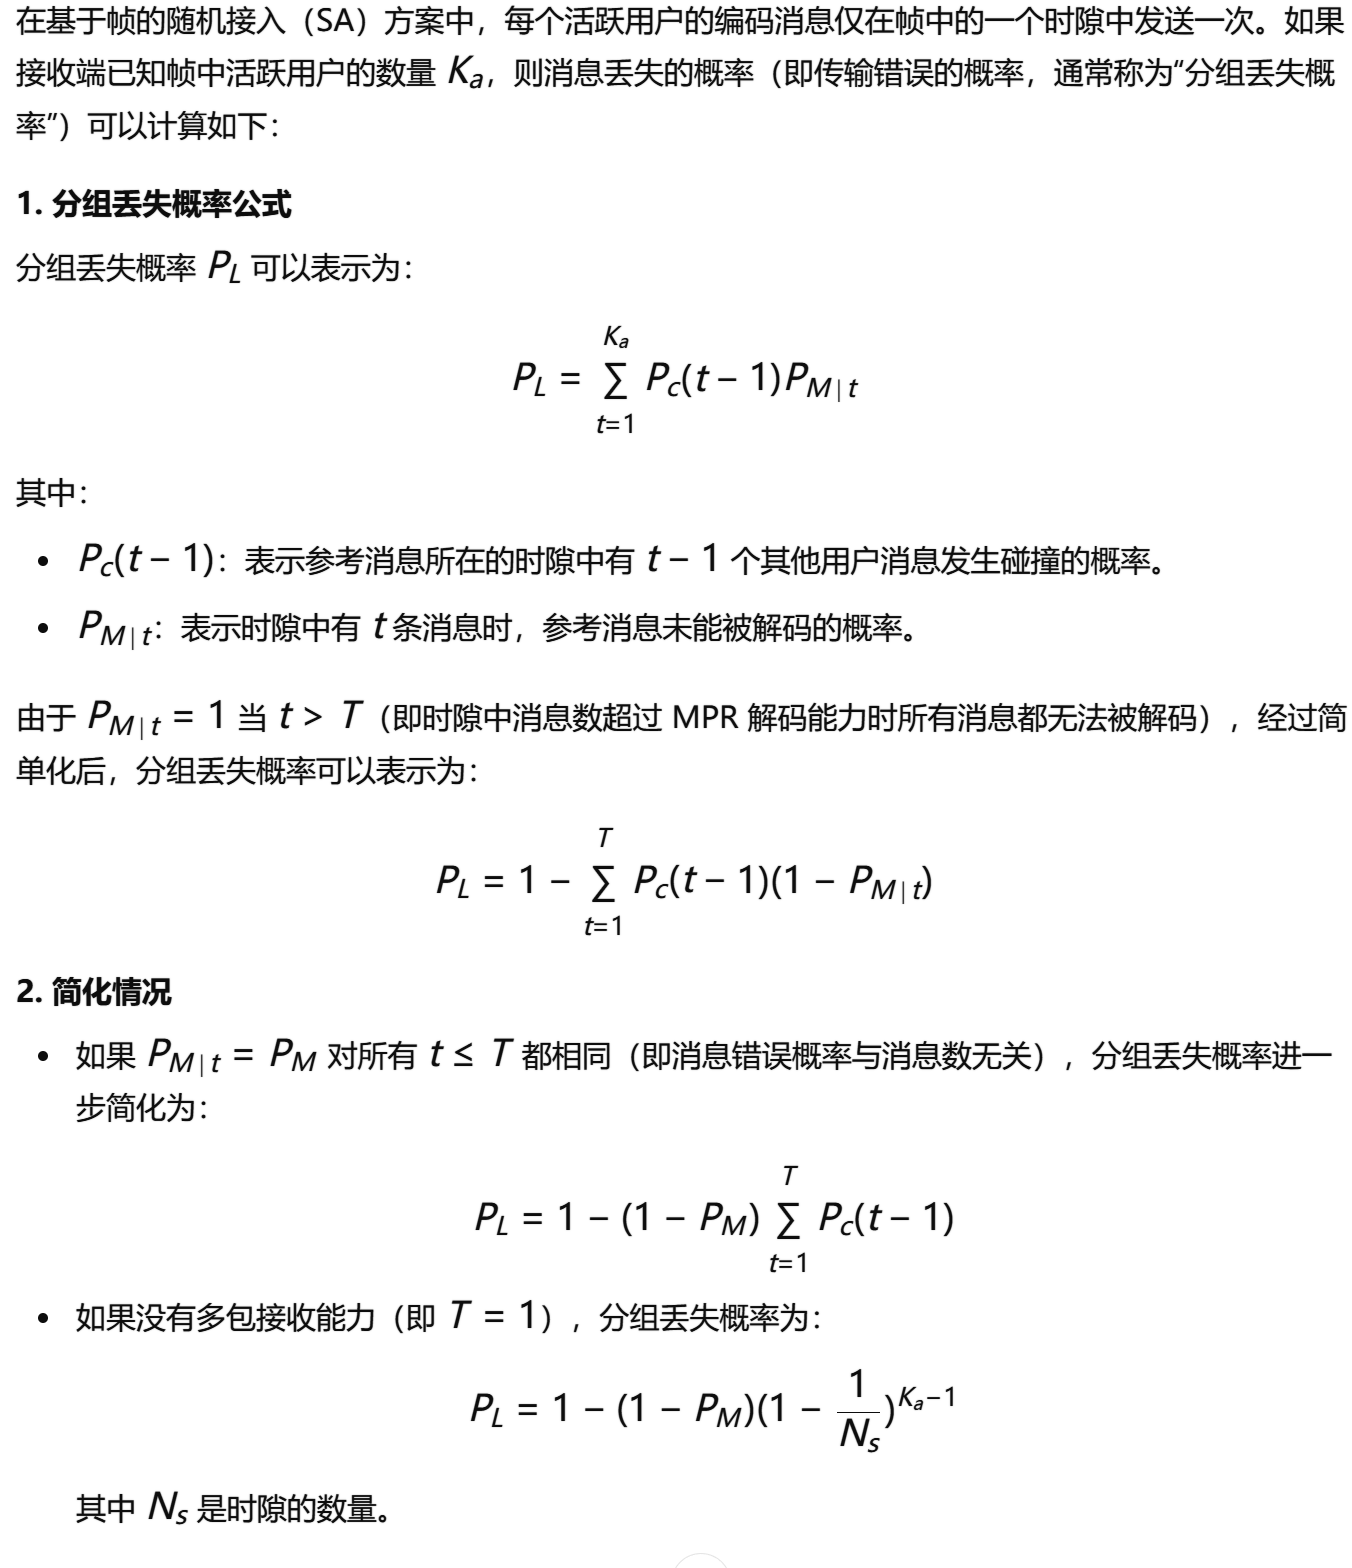 在基于帧的随机接入（SA）方案中，每个活跃用户的编码消息仅在帧中的一个时隙中发送一次。如果
接收端已知帧中活跃用户的数量 K_a，则消息丢失的概率（即传输错误的概率，通常称为“分组丢失概
率”）可以计算如下：
1. 分组丢失概率公式
分组丢失概率 P_L 可以表示为：
P_L = ∑_{t=1}^{K_a} P_c(t − 1)P_{M | t}
其中：
• P_c(t − 1)：表示参考消息所在的时隙中有 t − 1 个其他用户消息发生碰撞的概率。
• P_{M | t}：表示时隙中有 t 条消息时，参考消息未能被解码的概率。
由于 P_{M | t} = 1 当 t > T（即时隙中消息数超过 MPR 解码能力时所有消息都无法被解码），经过简
单化后，分组丢失概率可以表示为：
P_L = 1 − ∑_{t=1}^{T} P_c(t − 1)(1 − P_{M | t})
2. 简化情况
• 如果 P_{M | t} = P_M 对所有 t ≤ T 都相同（即消息错误概率与消息数无关），分组丢失概率进一
步简化为：
P_L = 1 − (1 − P_M) ∑_{t=1}^{T} P_c(t − 1)
• 如果没有多包接收能力（即 T = 1），分组丢失概率为：
P_L = 1 − (1 − P_M)(1 − \frac{1}{N_s})^{K_a−1}
其中 N_s 是时隙的数量。